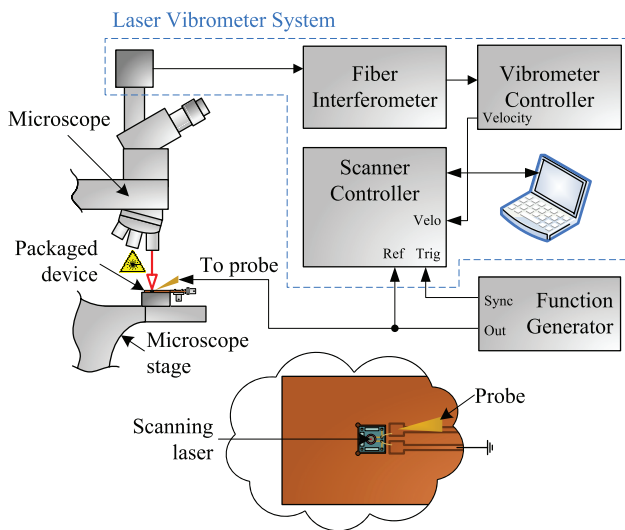 Laser Vibrometer System
Fiber
Interferometer
Vibrometer
Controller
Velocity
Microscope
Scanner
Controller
Velo
Ref
Trig
Packaged
device
To probe
Sync
Out
Function
Generator
Microscope
stage
Probe
Scanning
laser